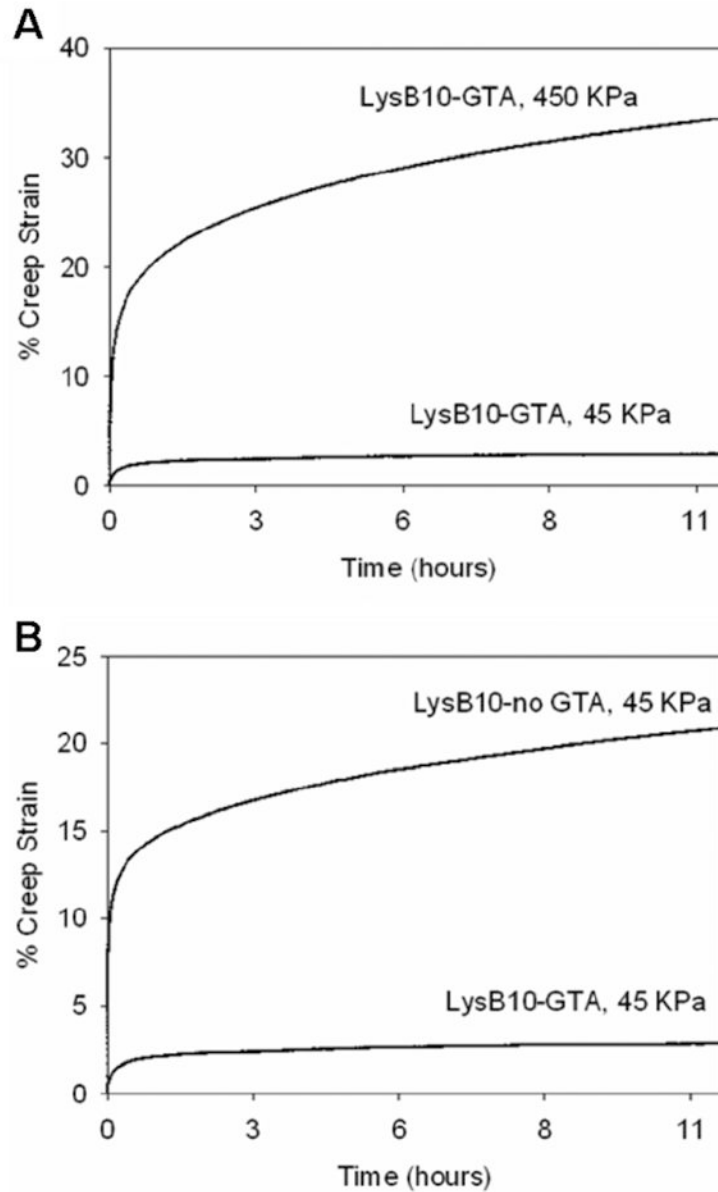 A
40
LysB10-GTA, 450 KPa
30
% Creep Strain
20
10
LysB10-GTA, 45 KPa
0
0 3 6 8 11
Time (hours)
B
25
LysB10-no GTA, 45 KPa
20
15
% Creep Strain
10
5
LysB10-GTA, 45 KPa
0
0 3 6 8 11
Time (hours)